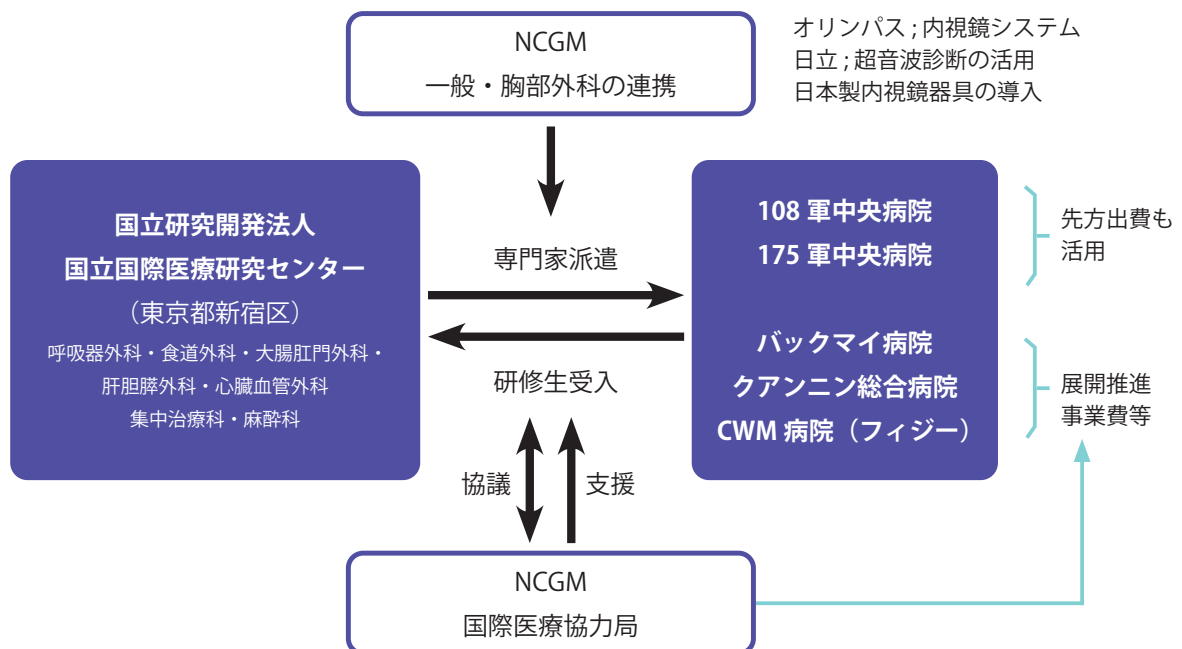 NCGM
一般・胸部外科の連携
オリンパス ; 内視鏡システム
日立 ; 超音波診断の活用
日本製内視鏡器具の導入
国立研究開発法人
国立国際医療研究センター
（東京都新宿区）
呼吸器外科・食道外科・大腸肛門外科・
肝胆膵外科・心臓血管外科
集中治療科・麻酔科
専門家派遣
研修生受入
108 軍中央病院
175 軍中央病院
バックマイ病院
クアンニン総合病院
CWM 病院（フィジー）
先方出費も
活用
展開推進
事業費等
協議
支援
NCGM
国際医療協力局